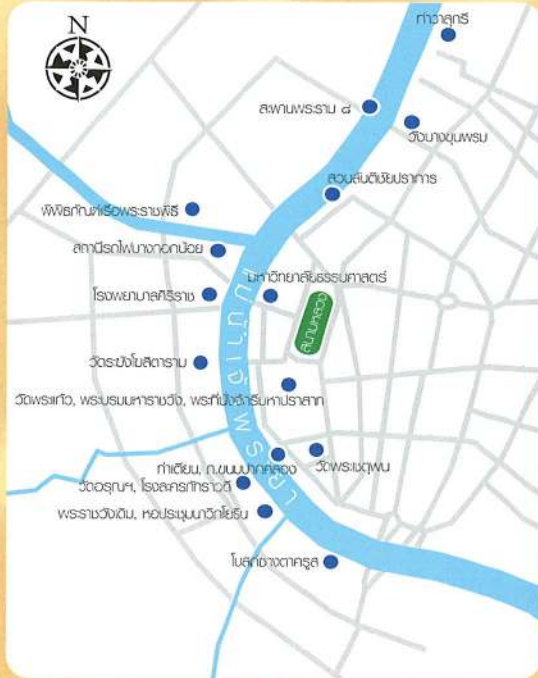 N
ท่าวาสุกรี
สะพานพระราม ๘
วังบางขุนพรม
สวนสันติชัยปราการ
พิพิธภัณฑ์เรือพระราชพิธี
สถานีรถไฟบางกอกน้อย
มหาวิทยาลัยธรรมศาสตร์
โรงพยาบาลศิริราช
สนามหลวง
แม่น้ำเจ้าพระยา
วัดระฆังโฆสิตาราม
วัดพระแก้ว, พระบรมมหาราชวัง, พระที่นั่งจักรีมหาปราสาท
ท่าเตียน, ถ.ขนมปากคลอง
วัดพระเชตุพน
วัดอรุณฯ, โรงละครภัทราวดี
พระราชวังเดิม, หอประชุมนาวิกโยธิน
โบสถ์ซางตาครูส